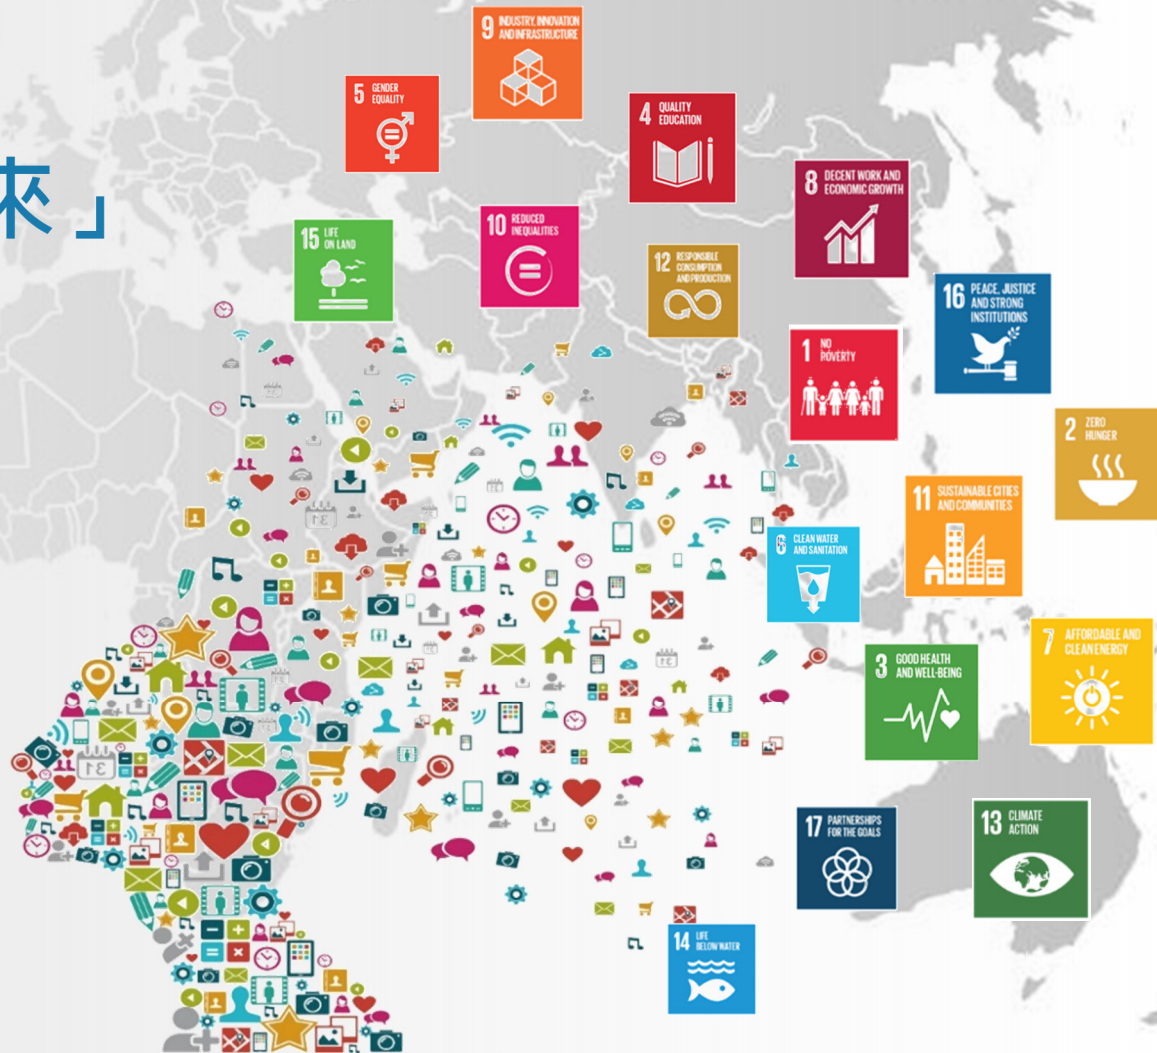 9 INDUSTRY, INNOVATION
AND INFRASTRUCTURE
5 GENDER
EQUALITY
4 QUALITY
EDUCATION
來」
8 DECENT WORK AND
ECONOMIC GROWTH
15 LIFE
ON LAND
10 REDUCED
INEQUALITIES
12 RESPONSIBLE
CONSUMPTION
AND PRODUCTION
16 PEACE, JUSTICE
AND STRONG
INSTITUTIONS
1 NO
POVERTY
2 ZERO
HUNGER
11 SUSTAINABLE CITIES
AND COMMUNITIES
6 CLEAN WATER
AND SANITATION
3 GOOD HEALTH
AND WELL-BEING
7 AFFORDABLE AND
CLEAN ENERGY
17 PARTNERSHIPS
FOR THE GOALS
13 CLIMATE
ACTION
14 LIFE
BELOW WATER
31
31